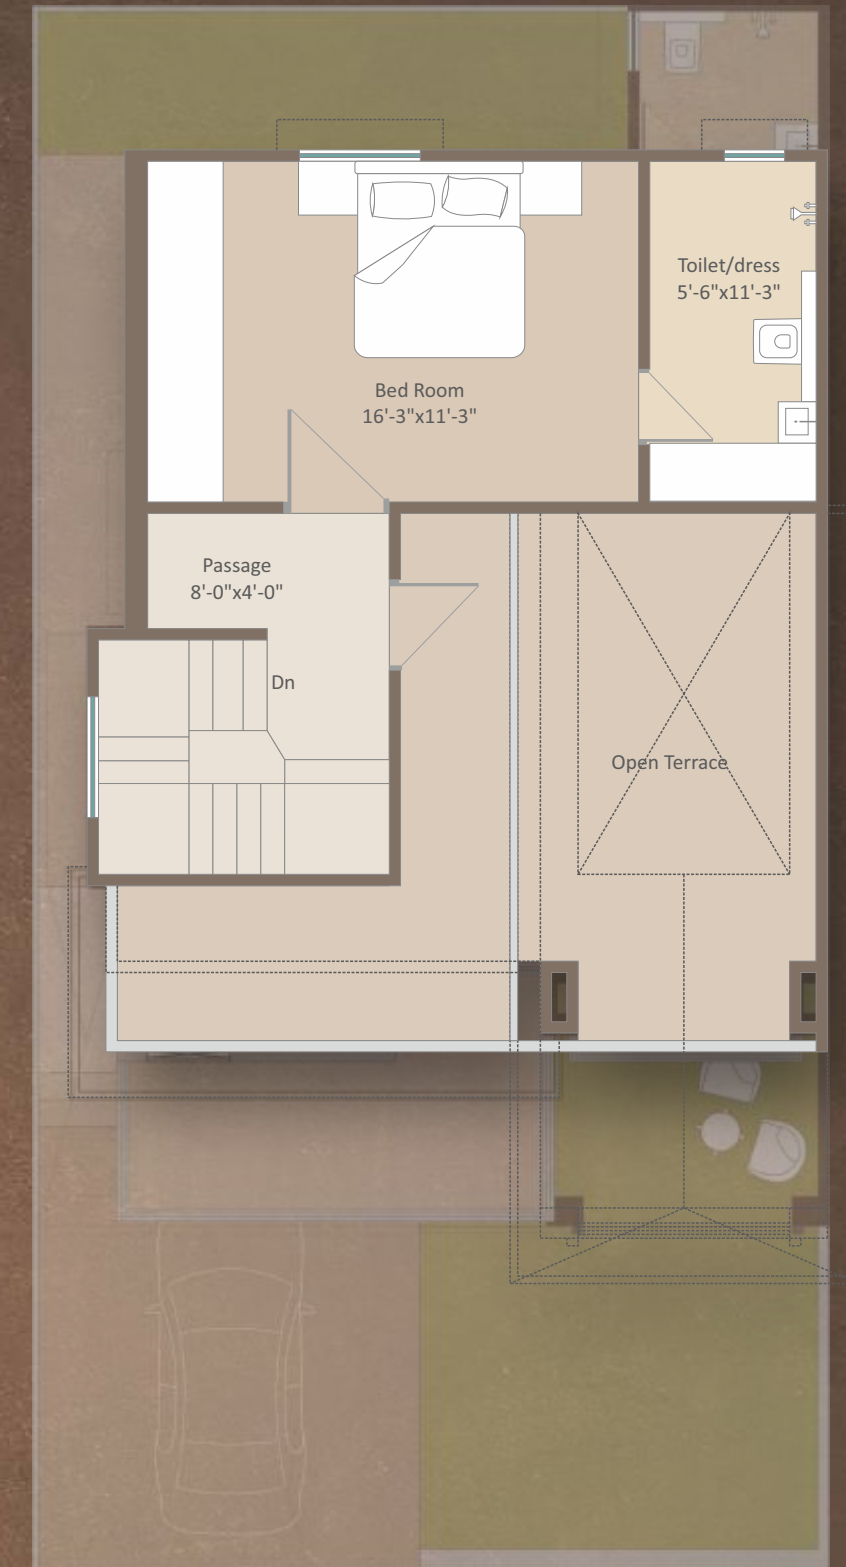 Toilet/dress
5'-6"x11'-3"
Bed Room
16'-3"x11'-3"
Passage
8'-0"x4'-0"
Dn
Open Terrace